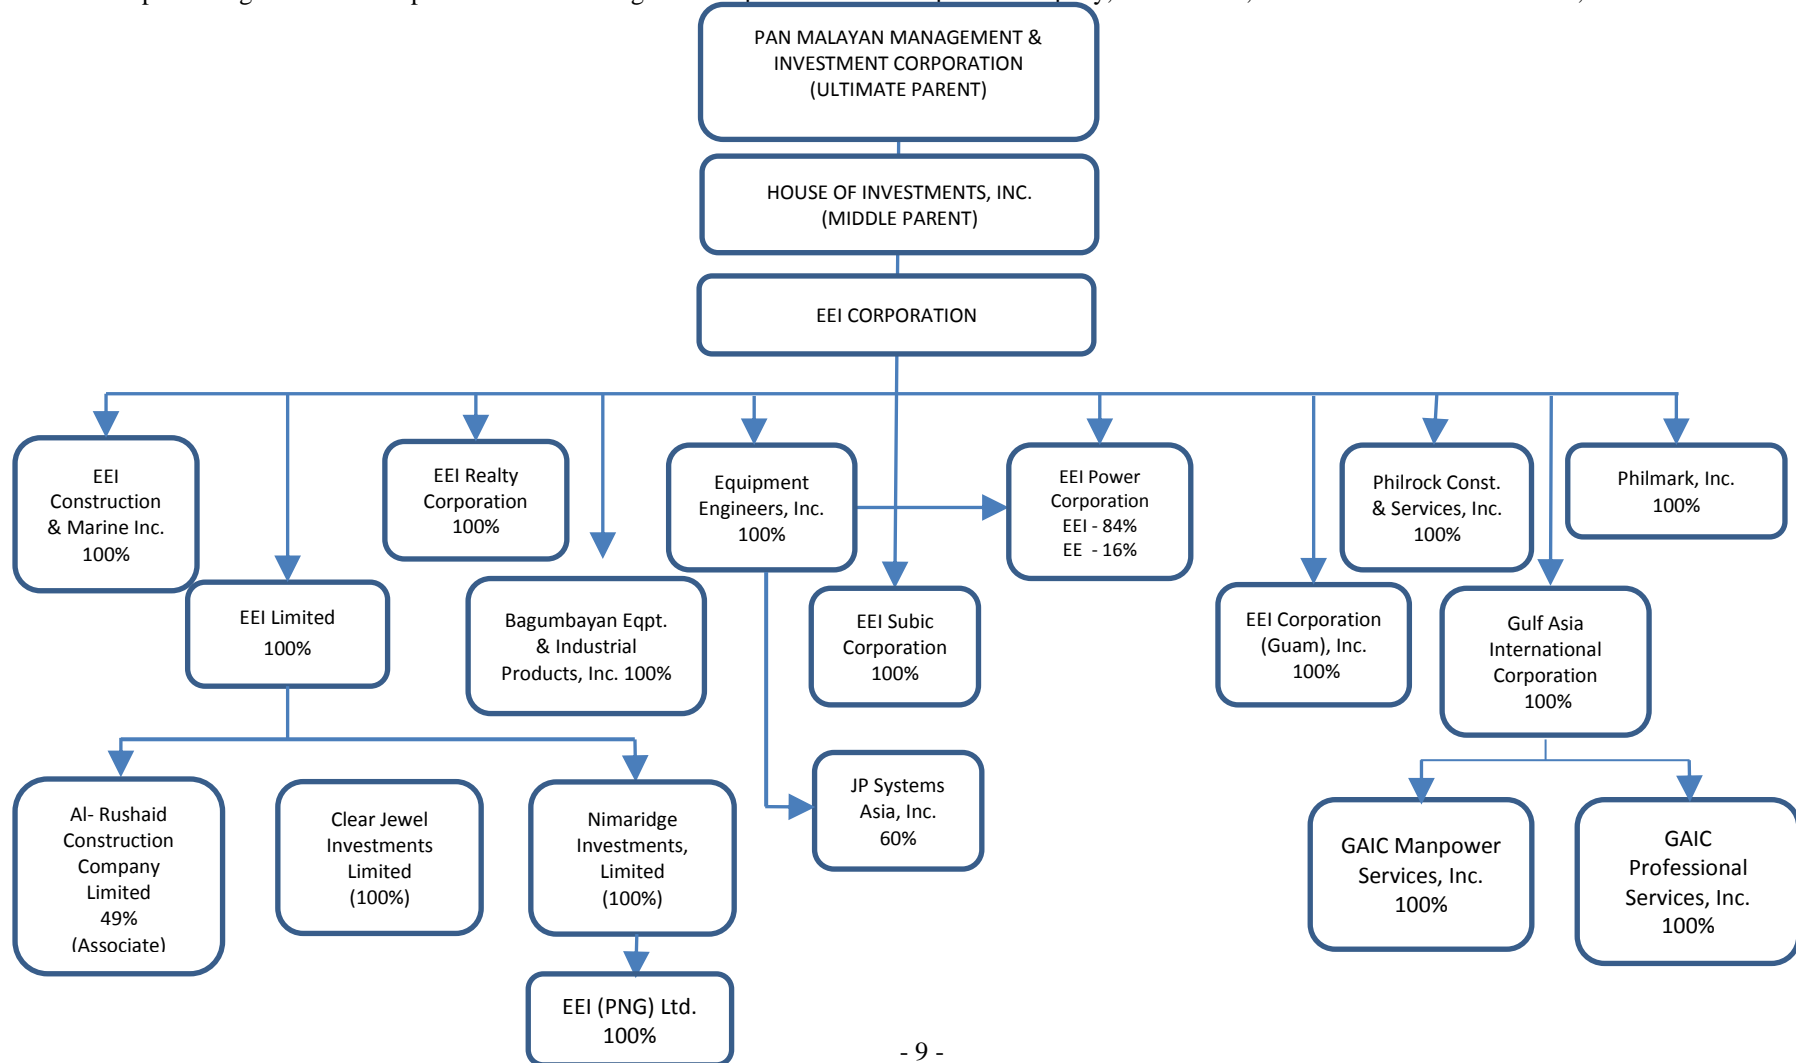 PAN MALAYAN MANAGEMENT &
INVESTMENT CORPORATION
(ULTIMATE PARENT)
HOUSE OF INVESTMENTS, INC.
(MIDDLE PARENT)
EEI CORPORATION
EEI
Construction
& Marine Inc.
100%
EEI Realty
Corporation
100%
Equipment
Engineers, Inc.
100%
EEI Power
Corporation
EEI - 84%
EE - 16%
Philrock Const.
& Services, Inc.
100%
Philmark, Inc.
100%
EEI Limited
100%
Bagumbayan Eqpt.
& Industrial
Products, Inc. 100%
EEI Subic
Corporation
100%
EEI Corporation
(Guam), Inc.
100%
Gulf Asia
International
Corporation
100%
Al- Rushaid
Construction
Company
Limited
49%
(Associate)
Clear Jewel
Investments
Limited
(100%)
Nimaridge
Investments,
Limited
(100%)
JP Systems
Asia, Inc.
60%
GAIC Manpower
Services, Inc.
100%
GAIC
Professional
Services, Inc.
100%
EEI (PNG) Ltd.
100%
- 9 -